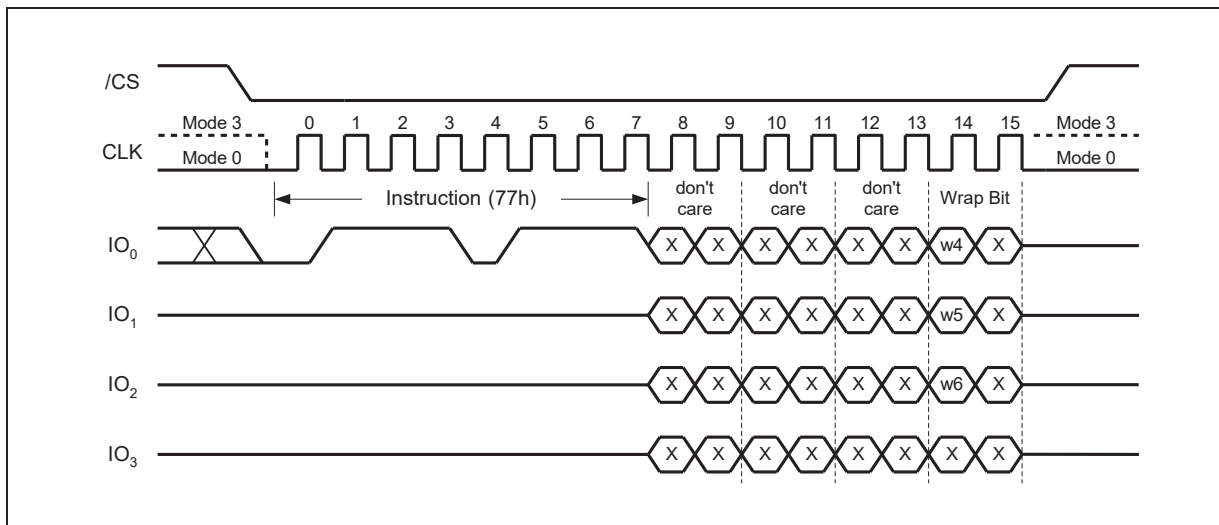 /CS
Mode 3 0 1 2 3 4 5 6 7 8 9 10 11 12 13 14 15 Mode 3
CLK
Mode 0 Mode 0
Instruction (77h) don't care don't care don't care Wrap Bit
IO0 X X X X X X w4 X
IO1 X X X X X X w5 X
IO2 X X X X X X w6 X
IO3 X X X X X X X X